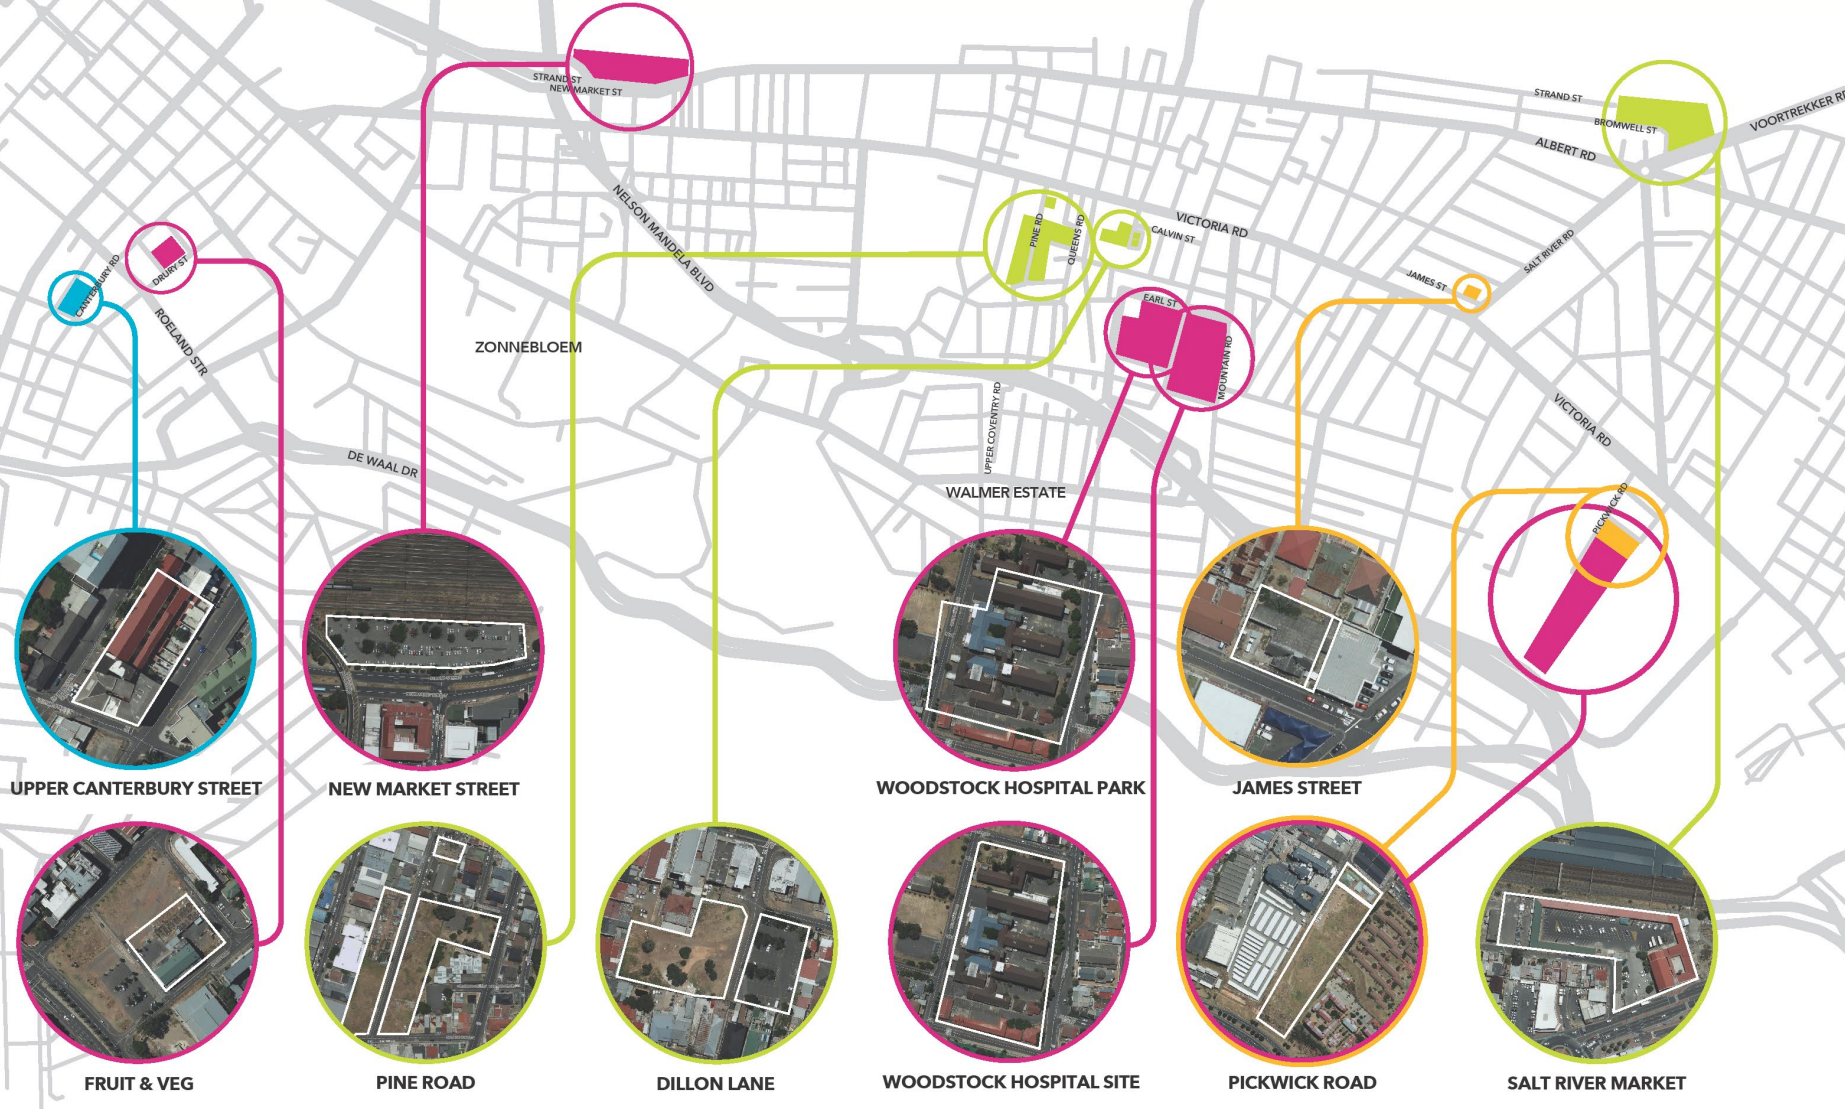 STRAND ST
NEW MARKET ST
STRAND ST
BROMWELL ST
VOORTREKKER RD
ALBERT RD
NELSON MANDELA BLVD
PINE RD
QUEENS RD
CALVIN ST
VICTORIA RD
SALT RIVER RD
CANTERBURY RD
DRURY ST
JAMES ST
EARL ST
MOUNTAIN RD
ROELAND STR
ZONNEBLOEM
UPPER COVENTRY RD
VICTORIA RD
DE WAAL DR
WALMER ESTATE
PICKWICK RD
UPPER CANTERBURY STREET
NEW MARKET STREET
WOODSTOCK HOSPITAL PARK
JAMES STREET
FRUIT & VEG
PINE ROAD
DILLON LANE
WOODSTOCK HOSPITAL SITE
PICKWICK ROAD
SALT RIVER MARKET